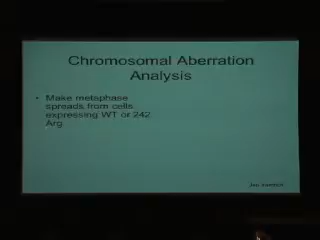 Chromosomal Aberration
Analysis
• Make metaphase
spreads from cells
expressing WT or 242
Arg